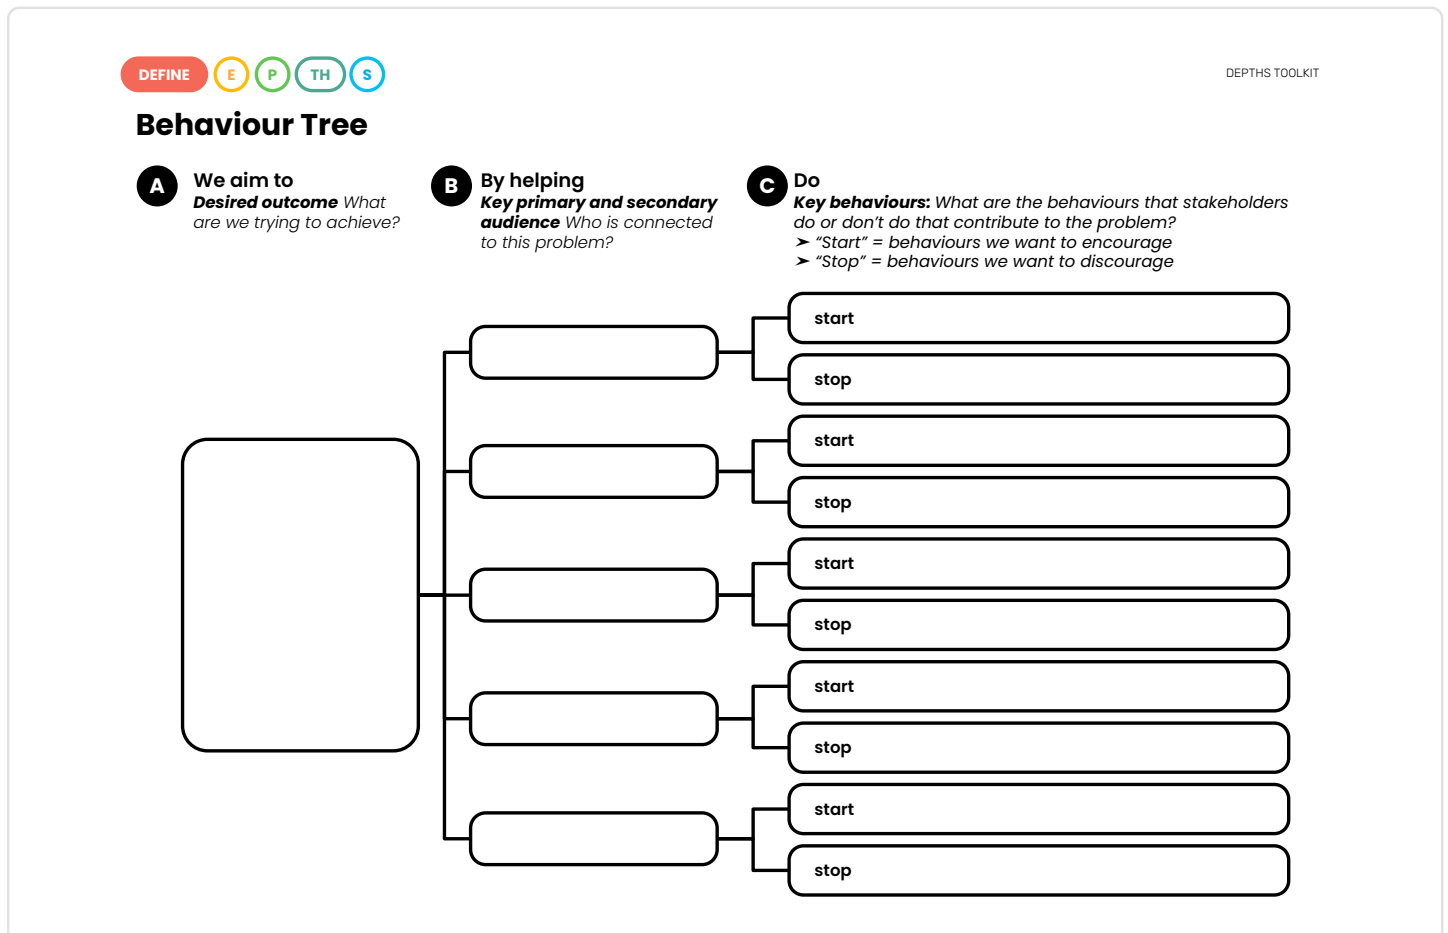 DEFINE E P TH S
DEPTHS TOOLKIT
Behaviour Tree
A
We aim to
Desired outcome What
are we trying to achieve?
B
By helping
Key primary and secondary
audience Who is connected
to this problem?
C
Do
Key behaviours: What are the behaviours that stakeholders
do or don’t do that contribute to the problem?
➤ “Start” = behaviours we want to encourage
➤ “Stop” = behaviours we want to discourage
start
stop
start
stop
start
stop
start
stop
start
stop